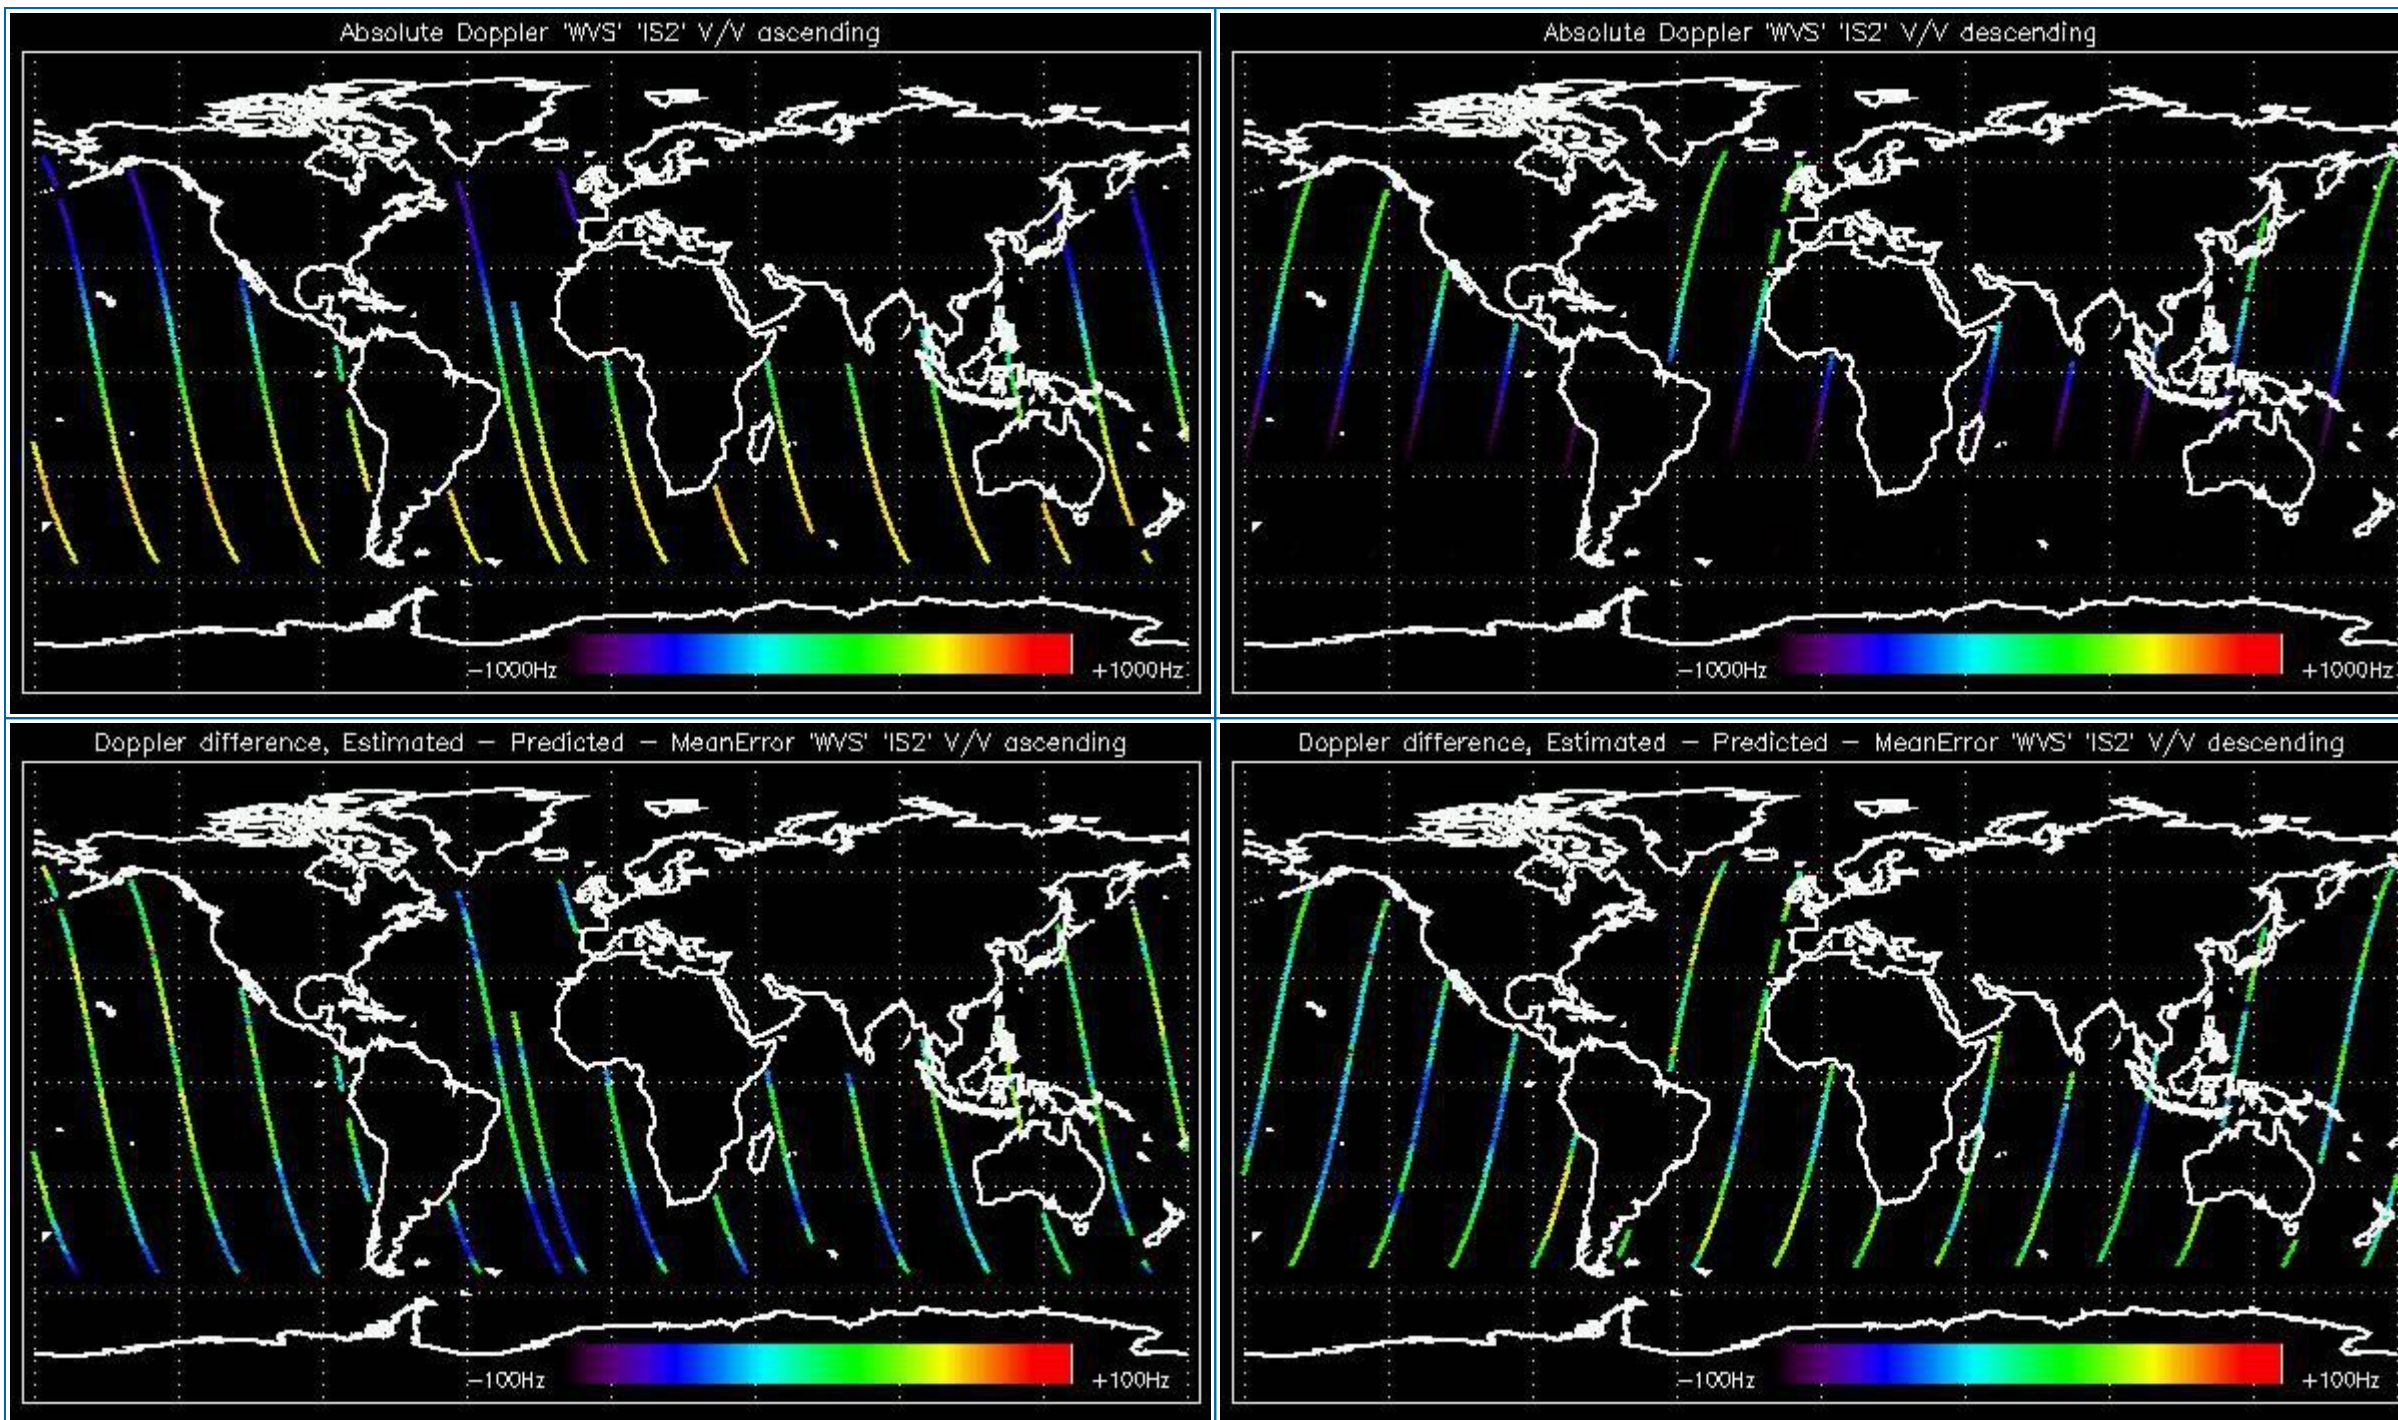 Absolute Doppler 'WVS' 'IS2' V/V ascending
-1000Hz
+1000Hz
Absolute Doppler 'WVS' 'IS2' V/V descending
-1000Hz
+1000Hz
Doppler difference, Estimated - Predicted - MeanError 'WVS' 'IS2' V/V ascending
-100Hz
+100Hz
Doppler difference, Estimated - Predicted - MeanError 'WVS' 'IS2' V/V descending
-100Hz
+100Hz